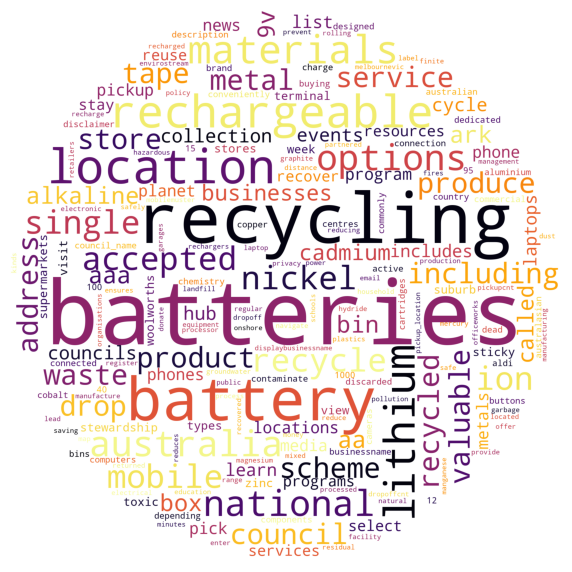 prevent rolling
description designed
news 9v list
reuse brand buying label finite
envirostream materials
recharged policy charge melbournevic
tape metal service
pickup terminal conveniently australian
recharge
stay rechargeable cycle dedicated
disclaimer hazardous 15 stores
store collection events resources connection
retailers week graphite partnered distance ark
location options phone management
electronic 95 aluminium
planet recover program fires country
alkaline businesses produce
safely copper reducing commonly
single recycling
council_name centres dust
supermarkets visit garages rechargers laptop
accepted cadmium includes laptops
address aaa nickel including
privacy power production
100 chemistry active suburb
organisations ensures landfill hydride cartridges
woolworths batteries
hub bin called
councils donate regular dropoff onshore officeworks
connected register equipment processor plastics mercury dead sticky aldi
product displaybusinessname pickup_location
waste recycle lithium ion
phones contaminate 1000 discarded buttons
cobalt manufacture 40 garbage manufacturing
drop battery recycled valuable
lead public pollution safe located
saving stewardship types view aa metals offer
bins reduces australia locations media businessname manganese
computers magnesium mixed reduce provide
mobile learn scheme
zinc programs
toxic range processed natural 12
depending education
box national select
minutes pick council
enter residual facility email
services